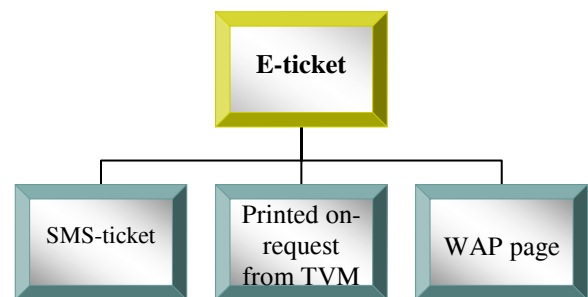 E-ticket
SMS-ticket
Printed on-
request
from TVM
WAP page